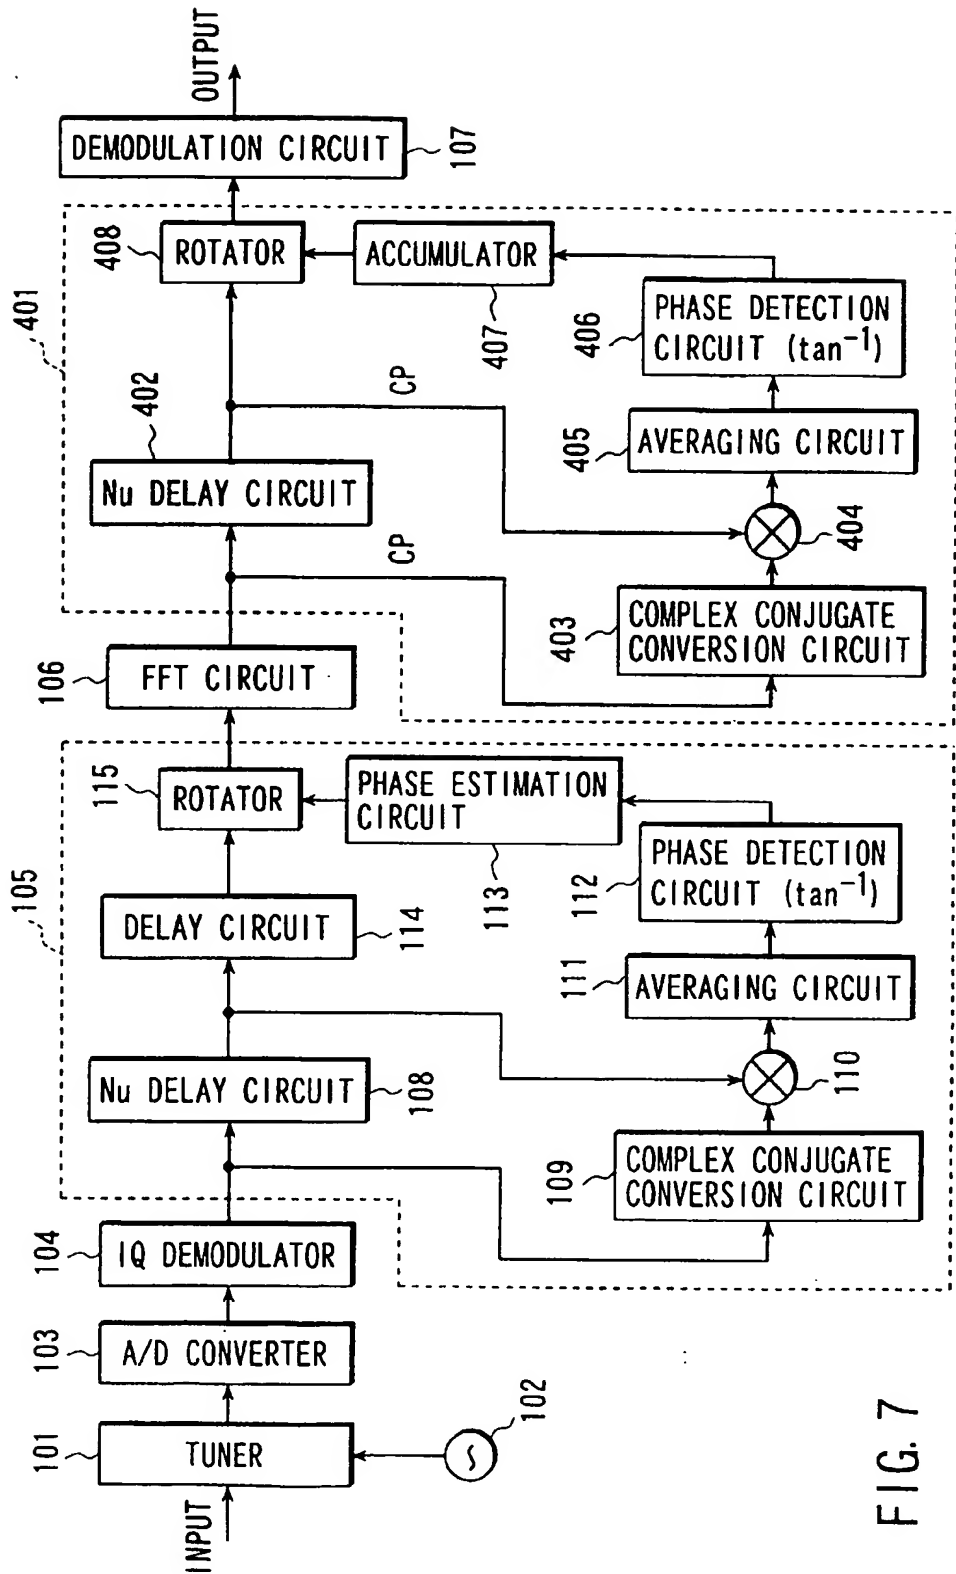 INPUT
101
TUNER
102
103
A/D CONVERTER
104
IQ DEMODULATOR
105
Nu DELAY CIRCUIT
108
109
COMPLEX CONJUGATE
CONVERSION CIRCUIT
110
111
AVERAGING CIRCUIT
112
PHASE DETECTION
CIRCUIT (tan⁻¹)
PHASE ESTIMATION
CIRCUIT
113
DELAY CIRCUIT
114
115
ROTATOR
106
FFT CIRCUIT
401
402
Nu DELAY CIRCUIT
CP
CP
403
COMPLEX CONJUGATE
CONVERSION CIRCUIT
404
405
AVERAGING CIRCUIT
406
PHASE DETECTION
CIRCUIT (tan⁻¹)
ACCUMULATOR
407
408
ROTATOR
DEMODULATION CIRCUIT
107
OUTPUT
FIG. 7